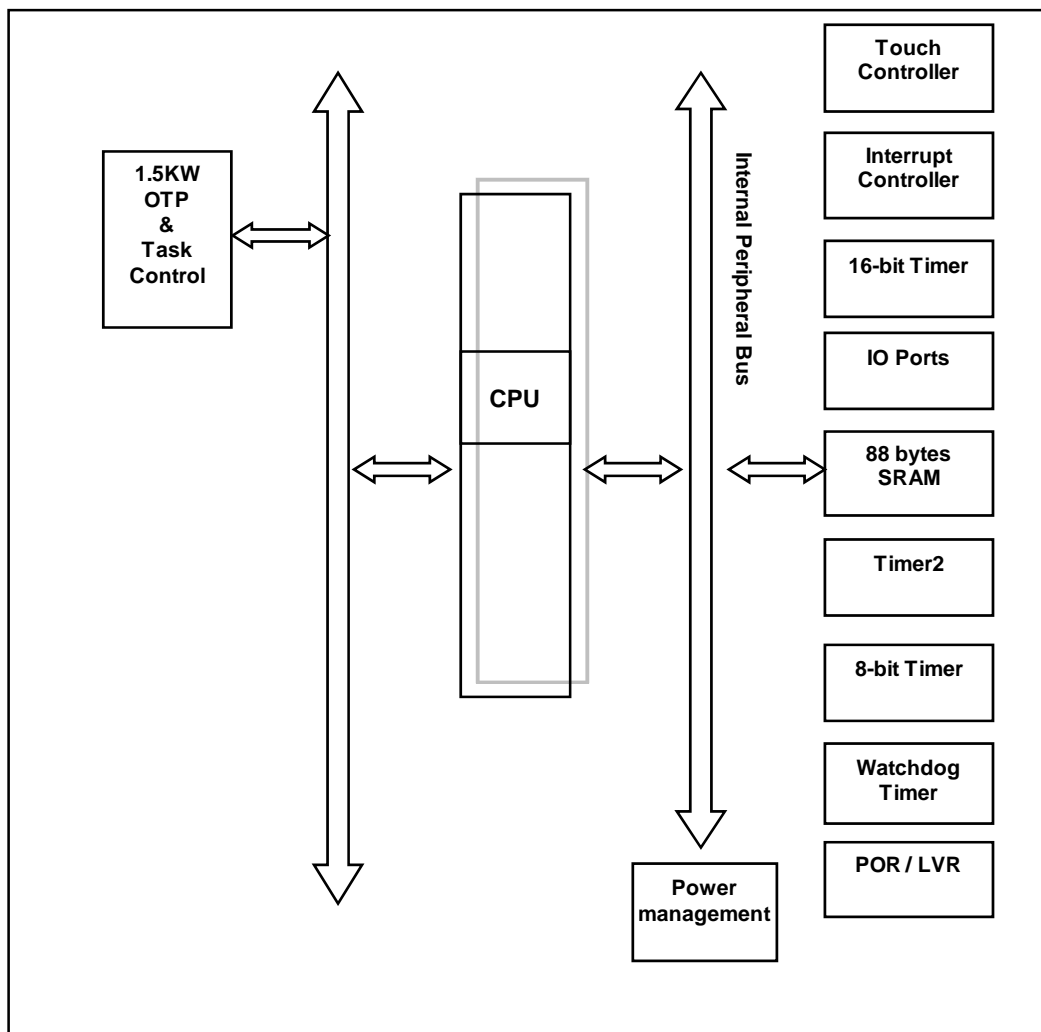 1.5KW
OTP
&
Task
Control
CPU
Internal Peripheral Bus
Power
management
Touch
Controller
Interrupt
Controller
16-bit Timer
IO Ports
88 bytes
SRAM
Timer2
8-bit Timer
Watchdog
Timer
POR / LVR